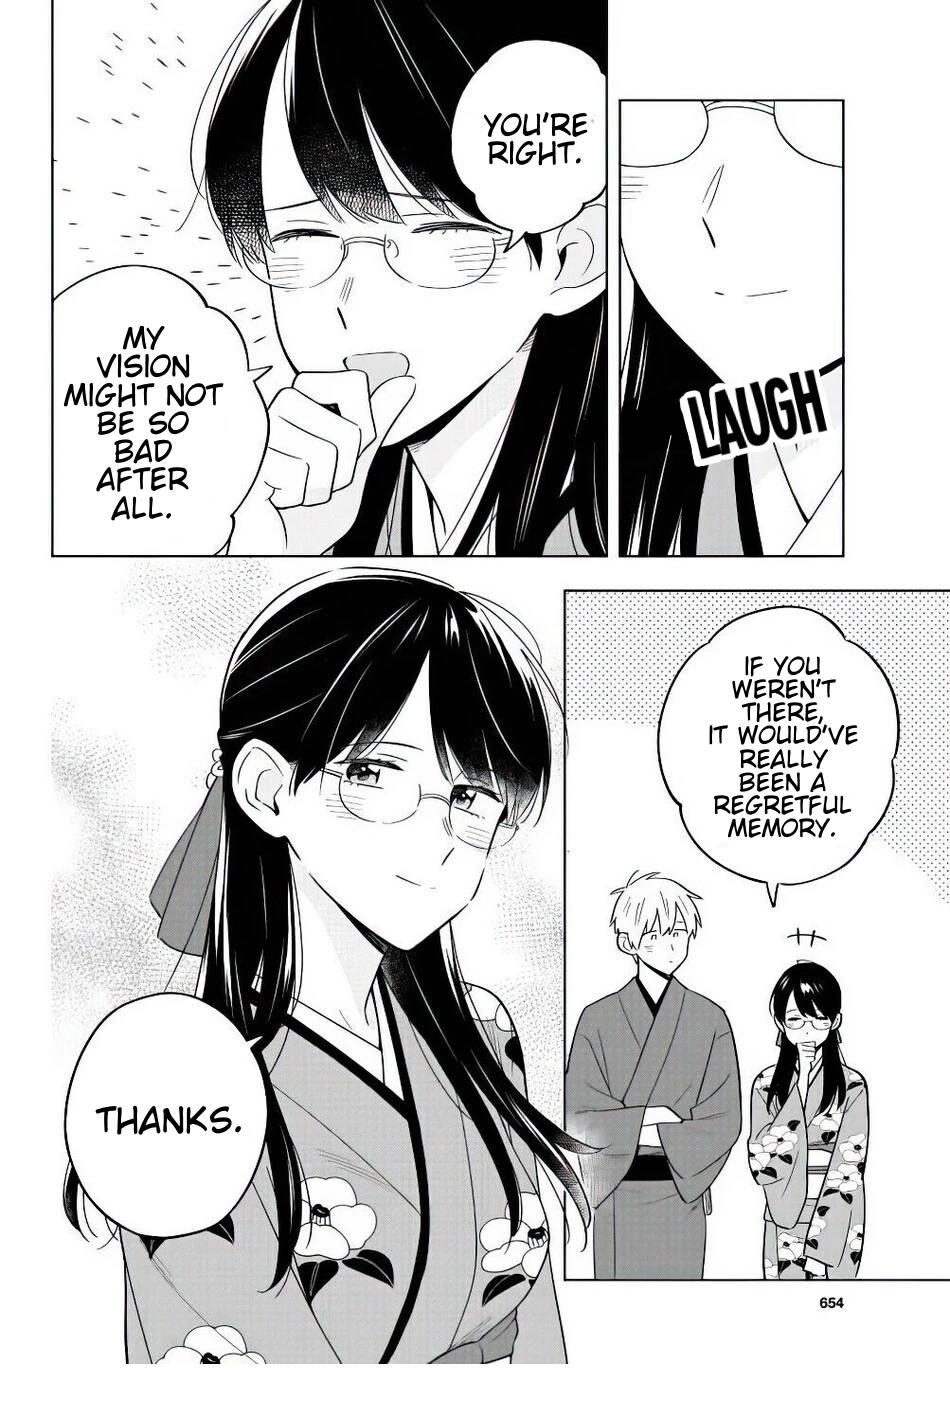 LAUGH
YOU'RE
RIGHT.
MY
VISION
MIGHT NOT
BE SO
BAD
AFTER
ALL.
IF YOU
WEREN'T
THERE,
IT WOULD'VE
REALLY
BEEN A
REGRETFUL
MEMORY.
THANKS.
654